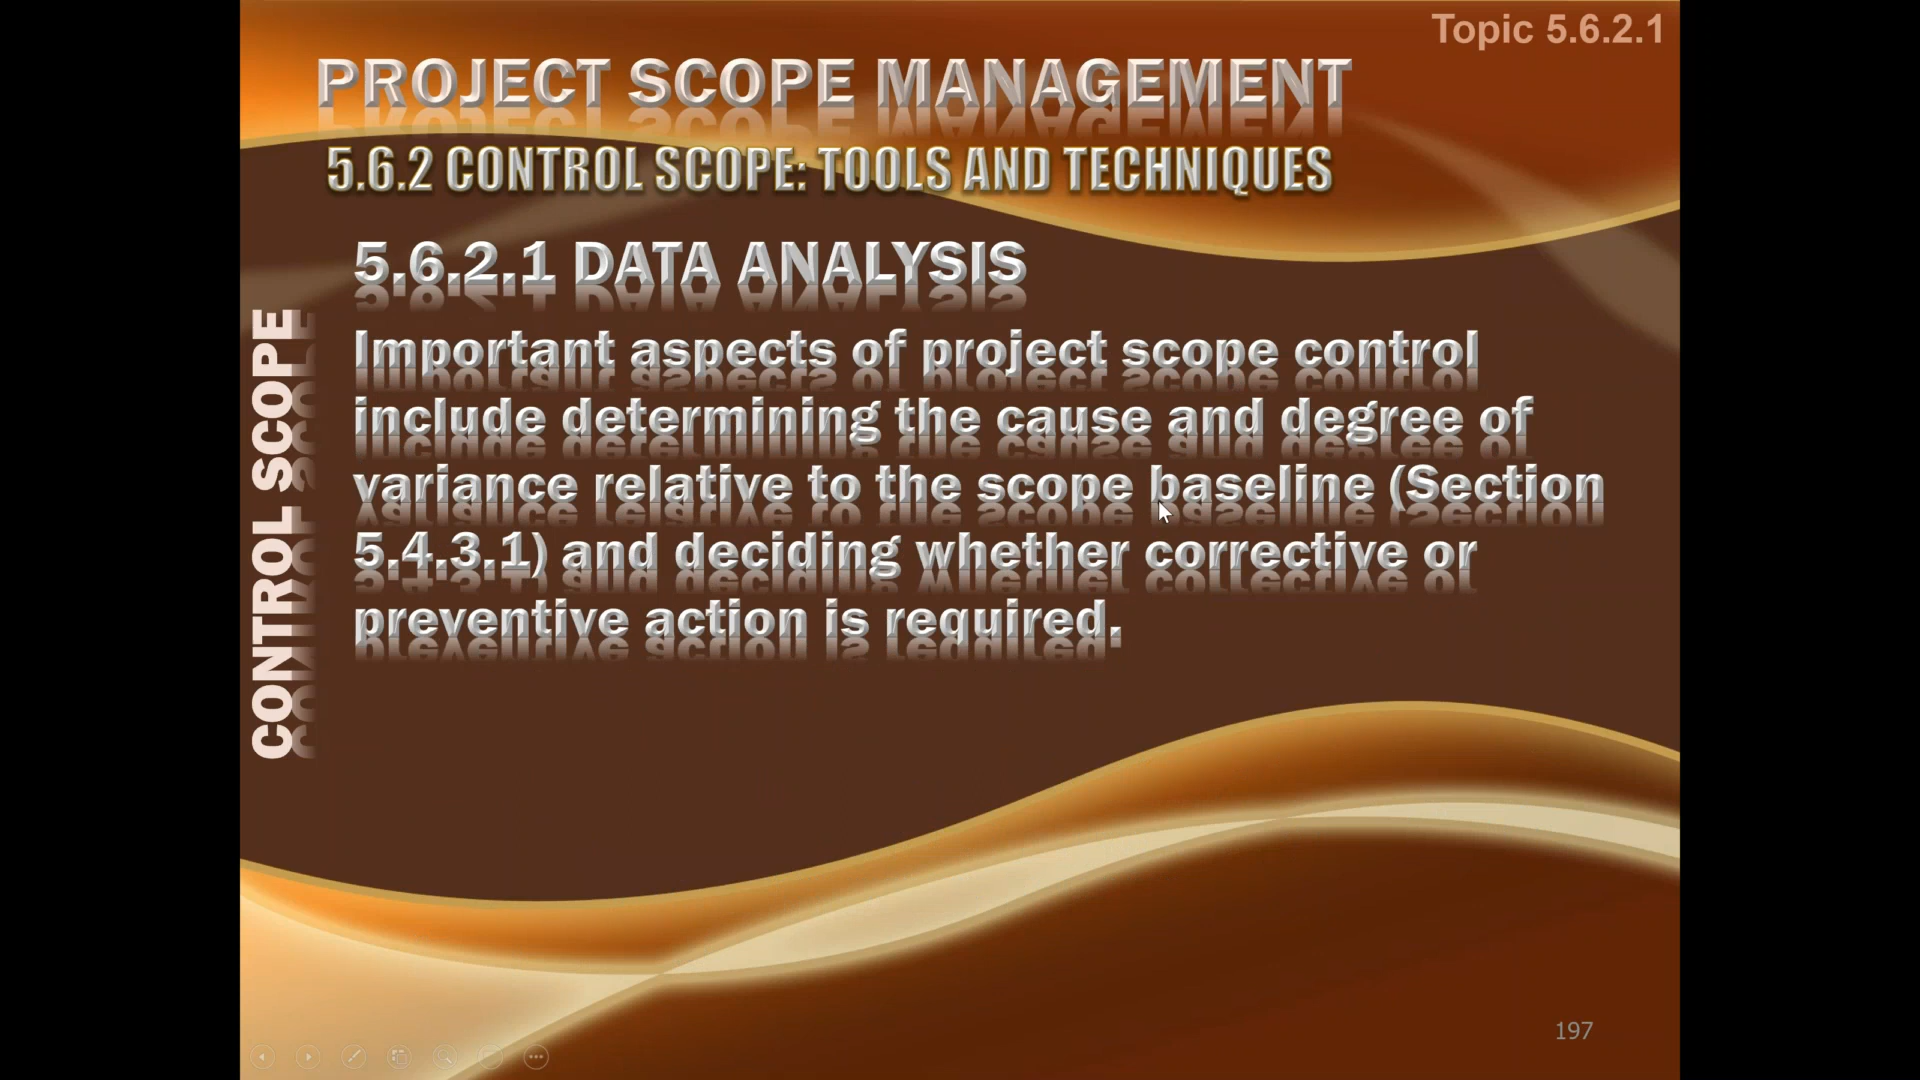 Topic 5.6.2.1
PROJECT SCOPE MANAGEMENT
5.6.2 CONTROL SCOPE: TOOLS AND TECHNIQUES
5.6.2.1 DATA ANALYSIS
CONTROL SCOPE
Important aspects of project scope control
include determining the cause and degree of
variance relative to the scope baseline (Section
5.4.3.1) and deciding whether corrective or
preventive action is required.
197